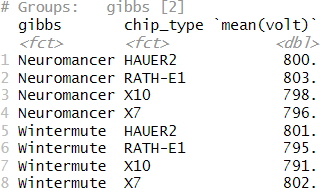 # Groups:   gibbs [2]
  gibbs       chip_type `mean(volt)`
  <fct>       <fct>            <dbl>
1 Neuromancer HAUER2            800.
2 Neuromancer RATH-E1           803.
3 Neuromancer X10               798.
4 Neuromancer X7                796.
5 Wintermute  HAUER2            801.
6 Wintermute  RATH-E1           795.
7 Wintermute  X10               791.
8 Wintermute  X7                802.